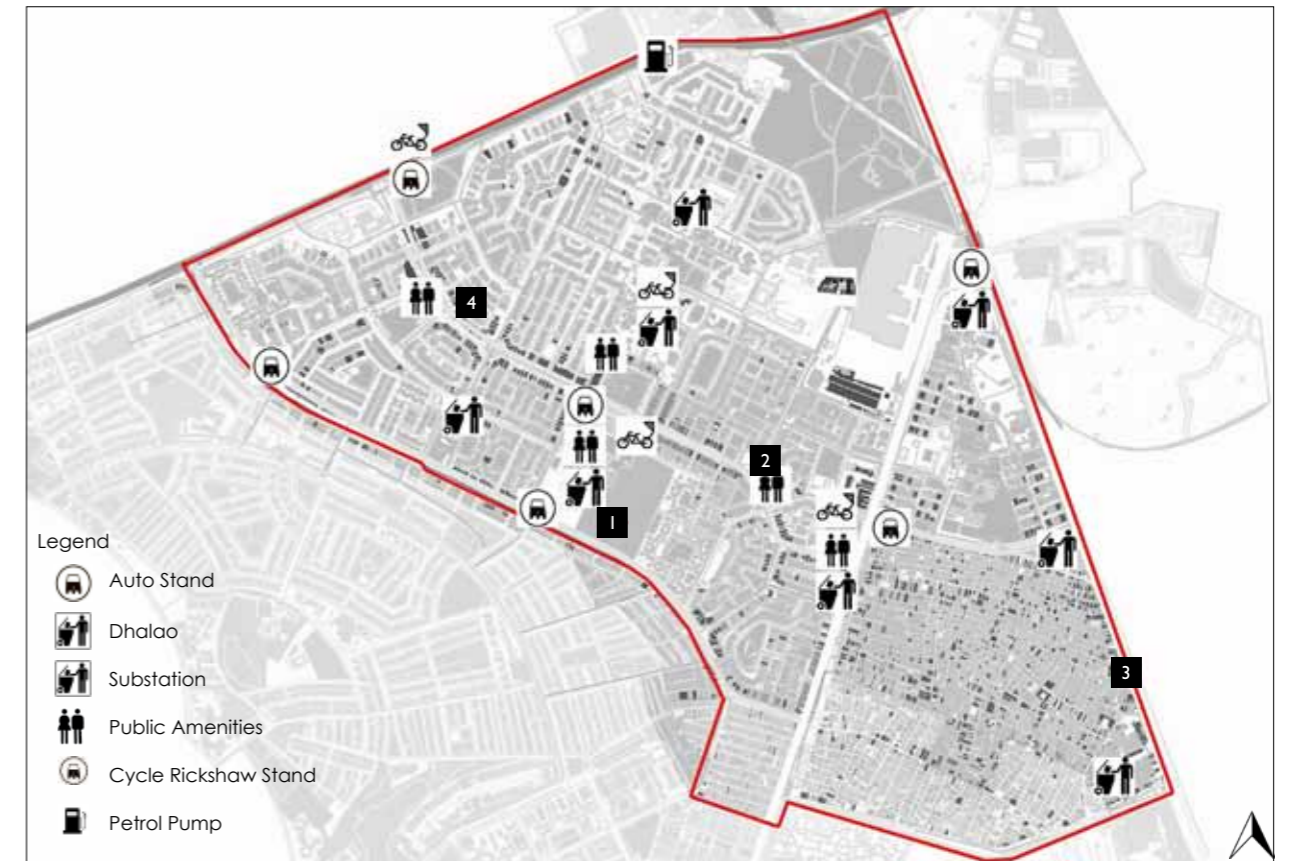 4
2
1
3
Legend
Auto Stand
Dhalao
Substation
Public Amenities
Cycle Rickshaw Stand
Petrol Pump